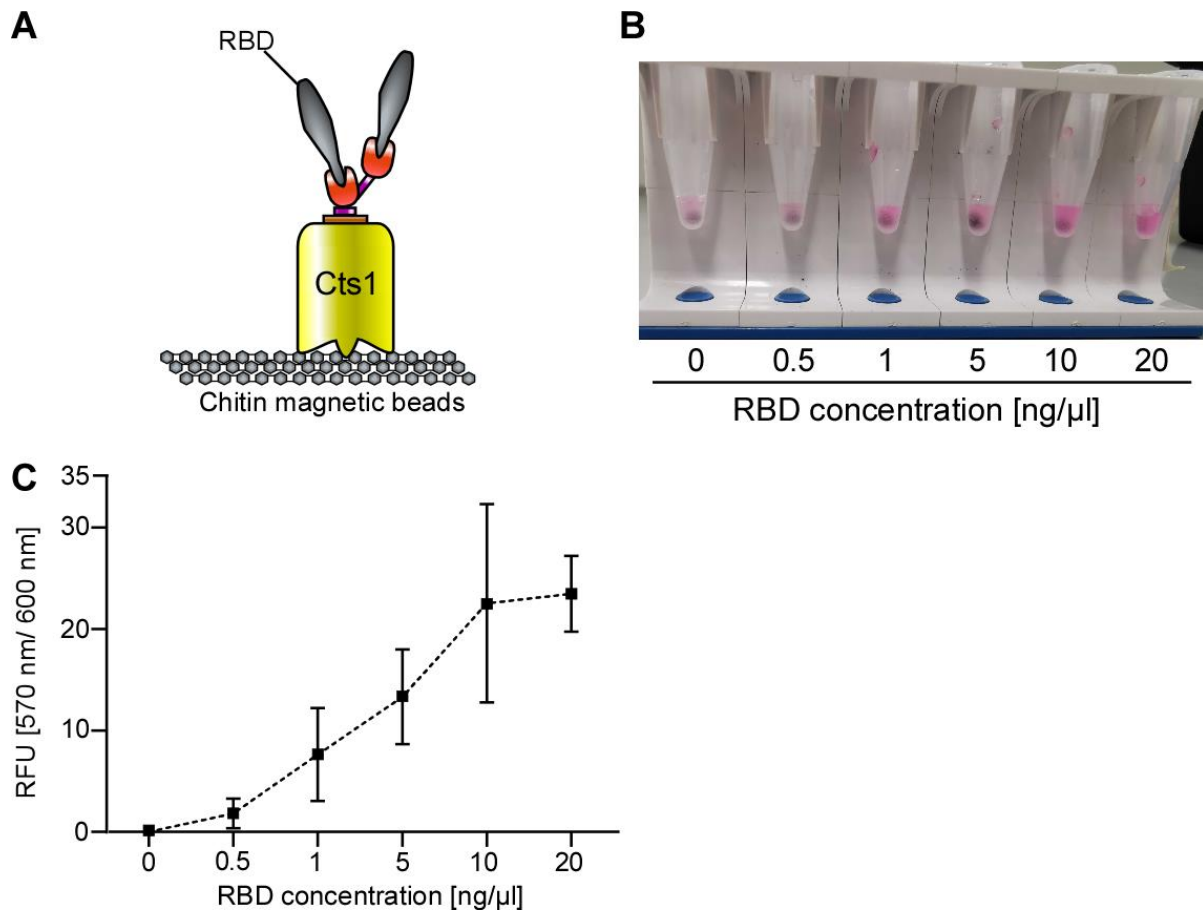 A
RBD
Cts1
Chitin magnetic beads
B
0 0.5 1 5 10 20
RBD concentration [ng/µl]
C
35
30
20
10
0
RFU [570 nm/ 600 nm]
0 0.5 1 5 10 20
RBD concentration [ng/µl]